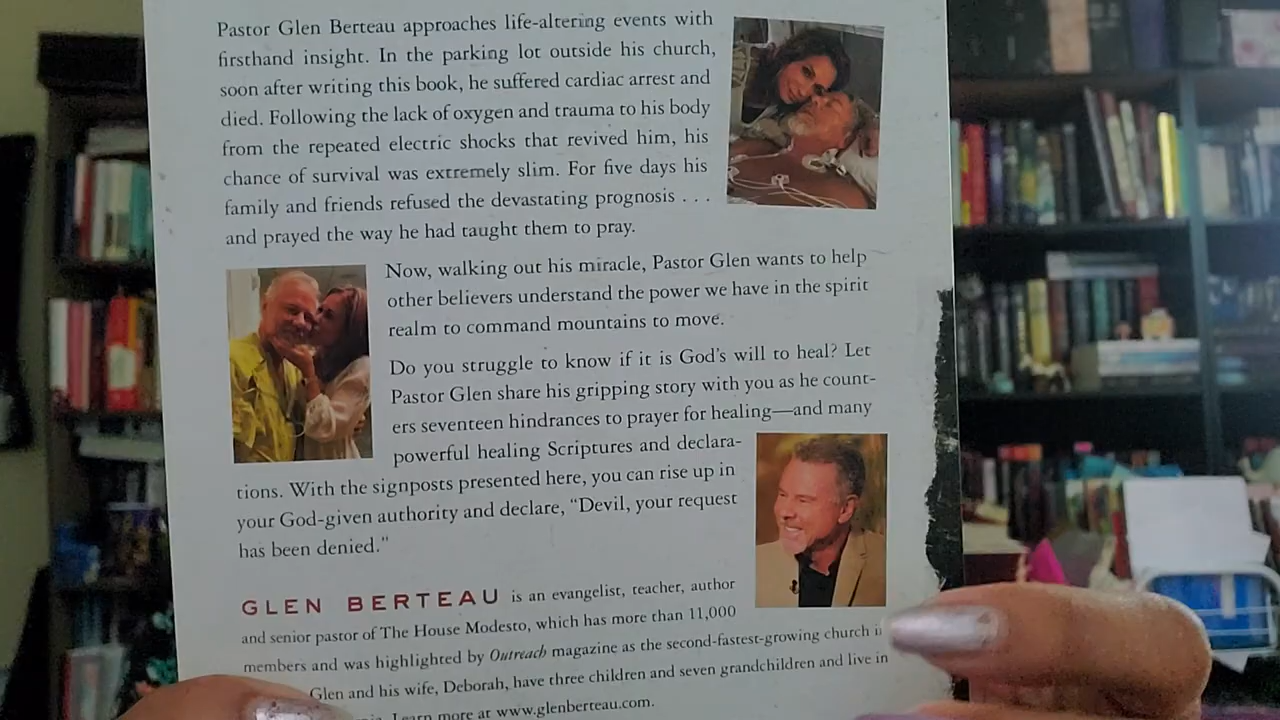 Pastor Glen Berteau approaches life-altering events with
firsthand insight. In the parking lot outside his church,
soon after writing this book, he suffered cardiac arrest and
died. Following the lack of oxygen and trauma to his body
from the repeated electric shocks that revived him, his
chance of survival was extremely slim. For five days his
family and friends refused the devastating prognosis . . .
and prayed the way he had taught them to pray.
Now, walking out his miracle, Pastor Glen wants to help
other believers understand the power we have in the spirit
realm to command mountains to move.
Do you struggle to know if it is God's will to heal? Let
Pastor Glen share his gripping story with you as he count-
ers seventeen hindrances to prayer for healing—and many
powerful healing Scriptures and declara-
tions. With the signposts presented here, you can rise up in
your God-given authority and declare, "Devil, your request
has been denied."
GLEN BERTEAU is an evangelist, teacher, author
and senior pastor of The House Modesto, which has more than 11,000
members and was highlighted by Outreach magazine as the second-fastest-growing church
Glen and his wife, Deborah, have three children and seven grandchildren and live in
Learn more at www.glenberteau.com.